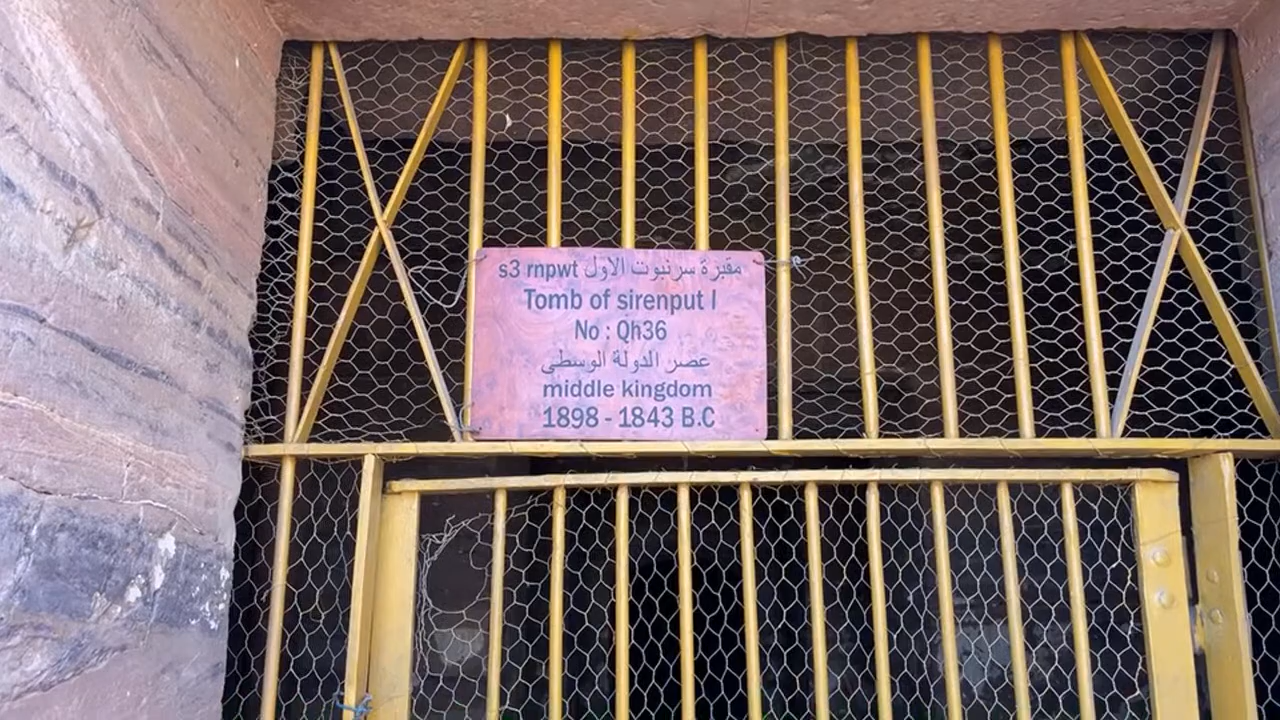 مقبرة سرنبوت الاول s3 rnpwt
Tomb of sirenput I
No : Qh36
عصر الدولة الوسطى
middle kingdom
1898 - 1843 B.C